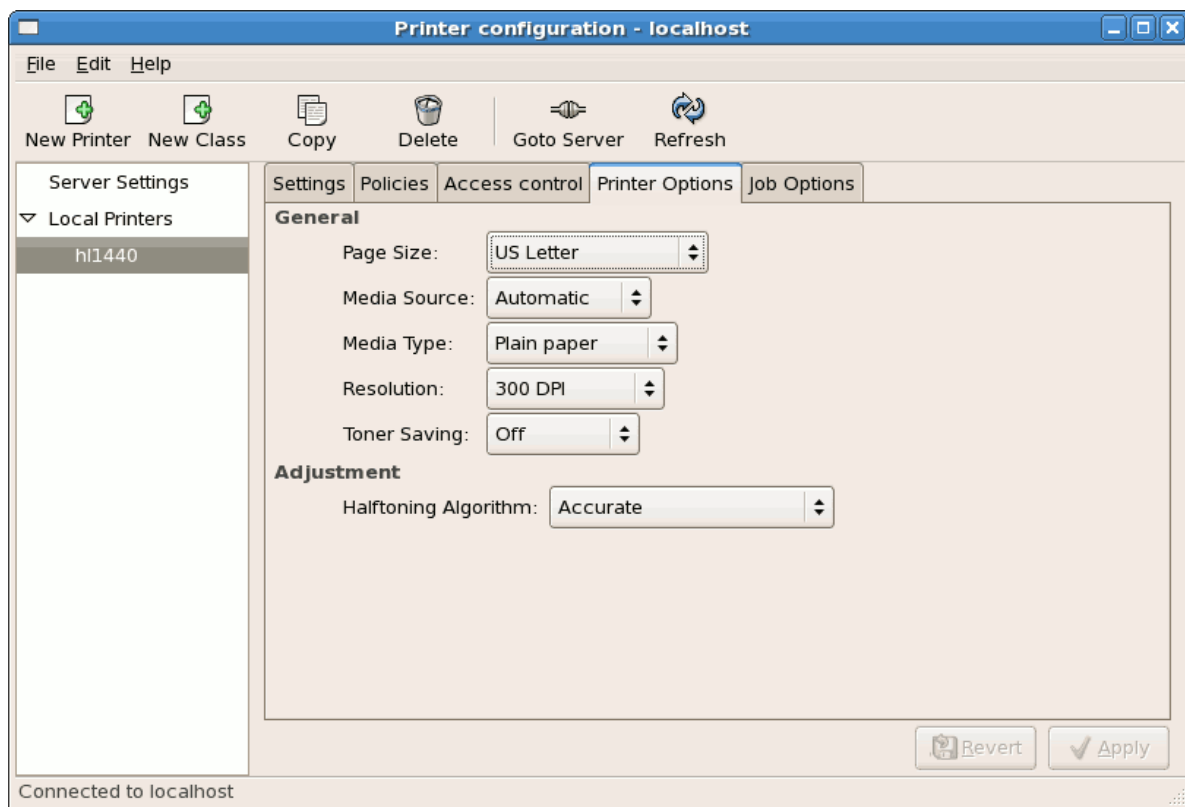 Printer configuration - localhost
File Edit Help
New Printer New Class Copy Delete Goto Server Refresh
Server Settings
Local Printers
hl1440
Settings Policies Access control Printer Options Job Options
General
Page Size: US Letter
Media Source: Automatic
Media Type: Plain paper
Resolution: 300 DPI
Toner Saving: Off
Adjustment
Halftoning Algorithm: Accurate
Revert Apply
Connected to localhost